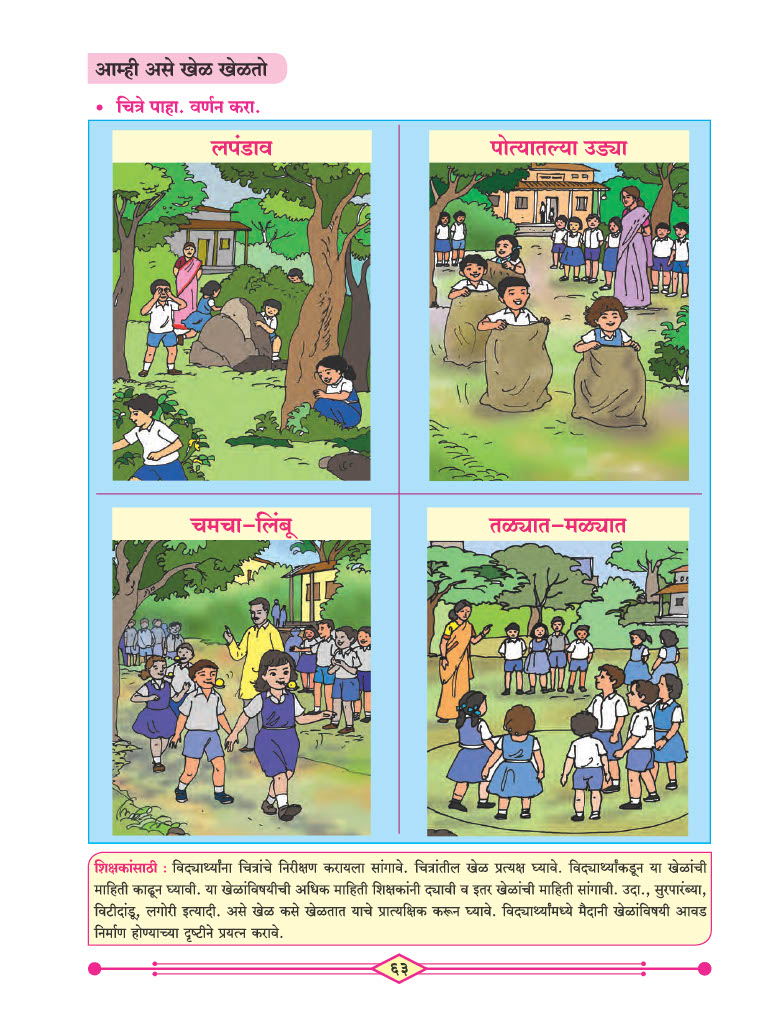 आम्ही असे खेळ खेळतो
• चित्रे पाहा. वर्णन करा.
लपंडाव
पोत्यातल्या उड्या
चमचा-लिंबू
तळ्यात-मळ्यात
शिक्षकांसाठी : विद्यार्थ्यांना चित्रांचे निरीक्षण करायला सांगावे. चित्रांतील खेळ प्रत्यक्ष घ्यावे. विद्यार्थ्यांकडून या खेळांची
माहिती काढून घ्यावी. या खेळांविषयीची अधिक माहिती शिक्षकांनी द्यावी व इतर खेळांची माहिती सांगावी. उदा., सुरपारंब्या,
विटीदांडू, लगोरी इत्यादी. असे खेळ कसे खेळतात याचे प्रात्यक्षिक करून घ्यावे. विद्यार्थ्यांमध्ये मैदानी खेळांविषयी आवड
निर्माण होण्याच्या दृष्टीने प्रयत्न करावे.
६३